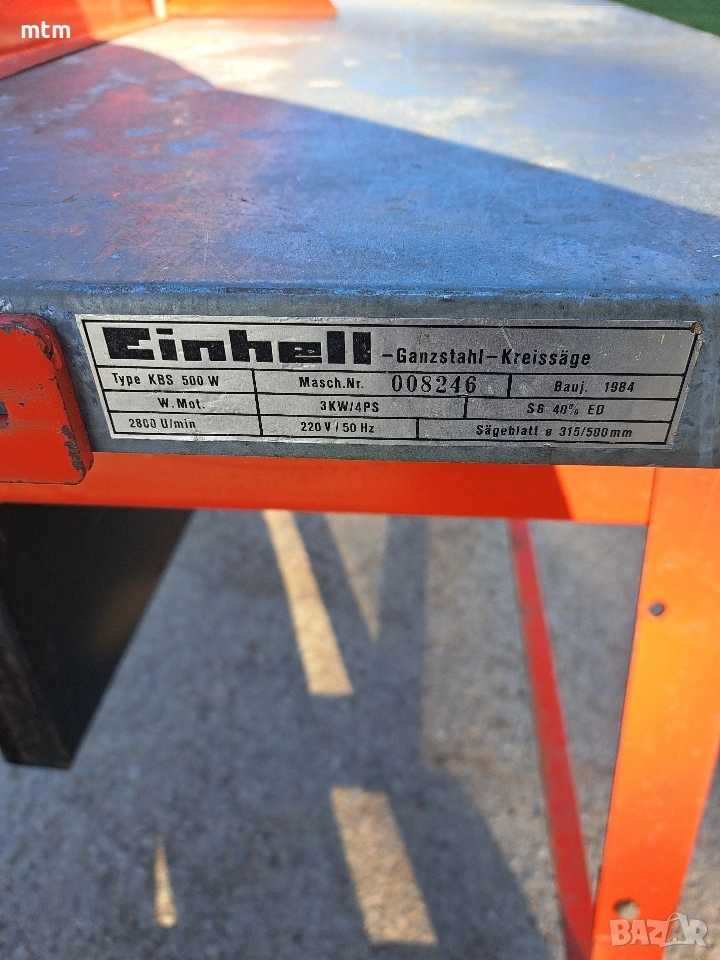 mtm
Einhell -Ganzstahl-Kreissäge
Type KBS 500 W Masch.Nr. 008246 Bauj. 1984
W.Mot. 3KW/4PS S6 40% ED
2800 U/min 220 V/50 Hz Sägeblatt ø 315/500mm
BAZAR